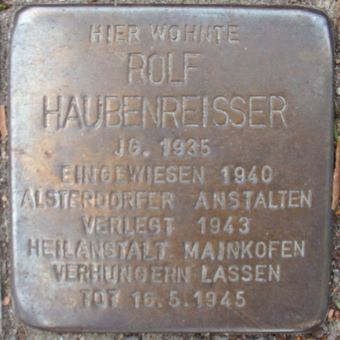 HIER WOHNTE
ROLF
HAUBENREISSER
JG. 1935
EINGEWIESEN 1940
ALSTERDORFER ANSTALTEN
VERLEGT 1943
HEILANSTALT MAINKOFEN
VERHUNGERN LASSEN
TOT 16.5.1945